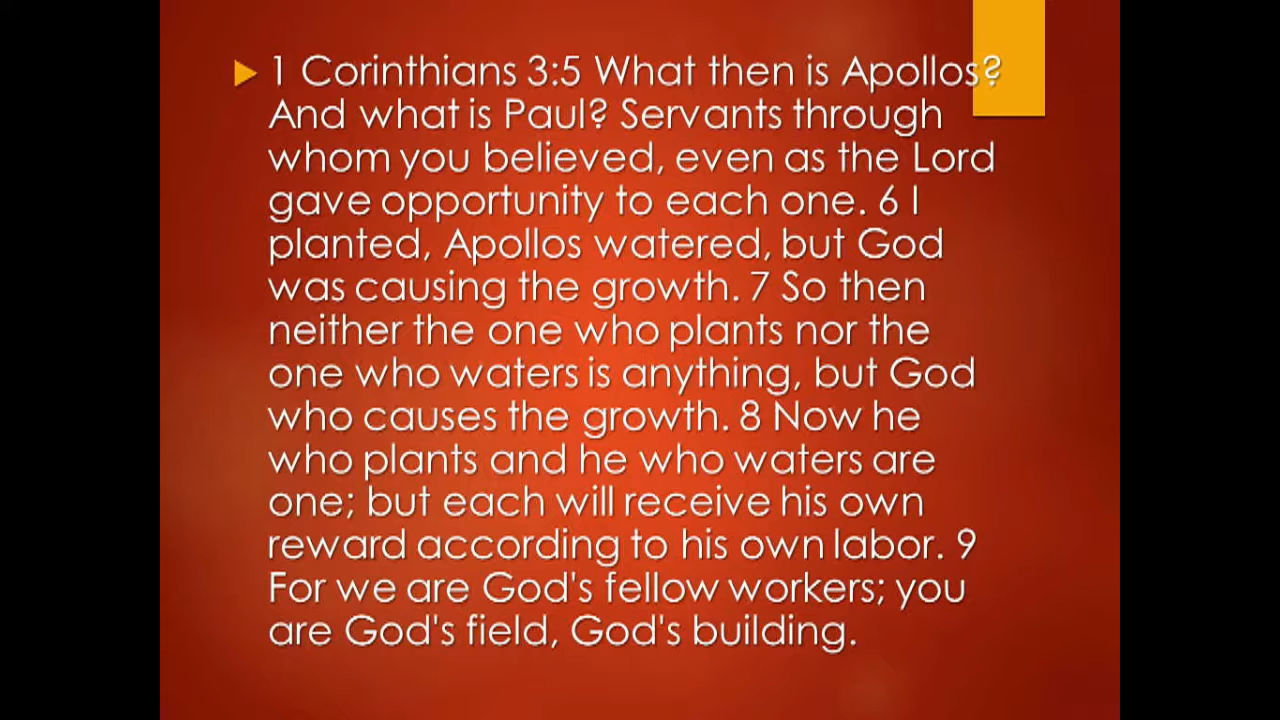 1 Corinthians 3:5 What then is Apollos?
And what is Paul? Servants through
whom you believed, even as the Lord
gave opportunity to each one. 6 I
planted, Apollos watered, but God
was causing the growth. 7 So then
neither the one who plants nor the
one who waters is anything, but God
who causes the growth. 8 Now he
who plants and he who waters are
one; but each will receive his own
reward according to his own labor. 9
For we are God's fellow workers; you
are God's field, God's building.